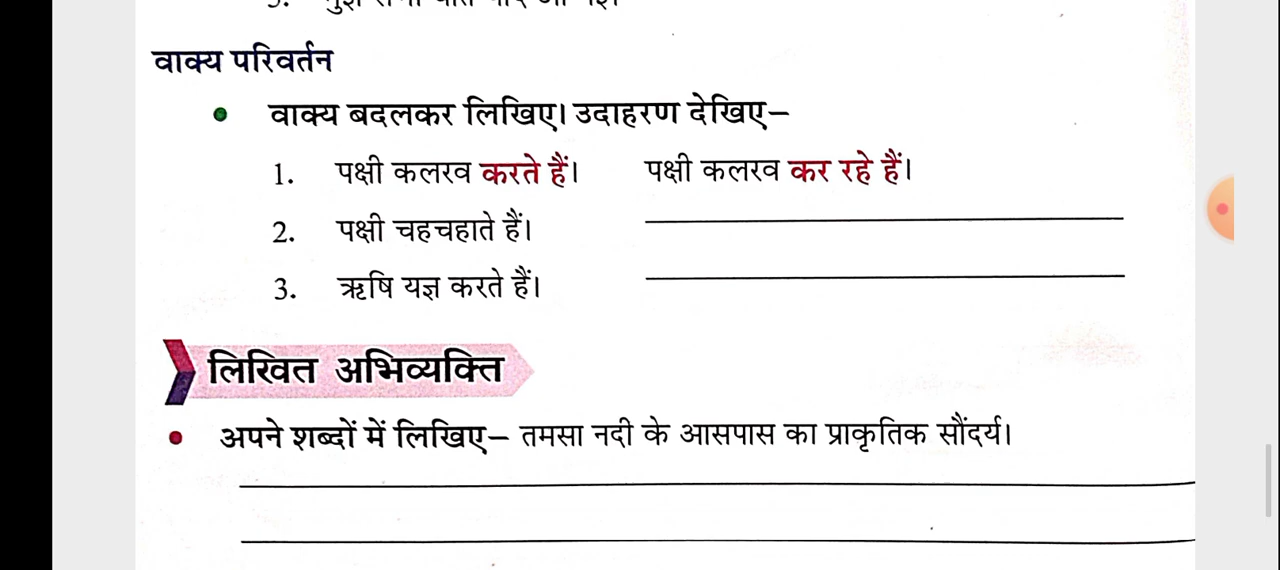 वाक्य परिवर्तन
• वाक्य बदलकर लिखिए। उदाहरण देखिए–
1. पक्षी कलरव करते हैं। पक्षी कलरव कर रहे हैं।
2. पक्षी चहचहाते हैं।
3. ऋषि यज्ञ करते हैं।
लिखित अभिव्यक्ति
• अपने शब्दों में लिखिए– तमसा नदी के आसपास का प्राकृतिक सौंदर्य।